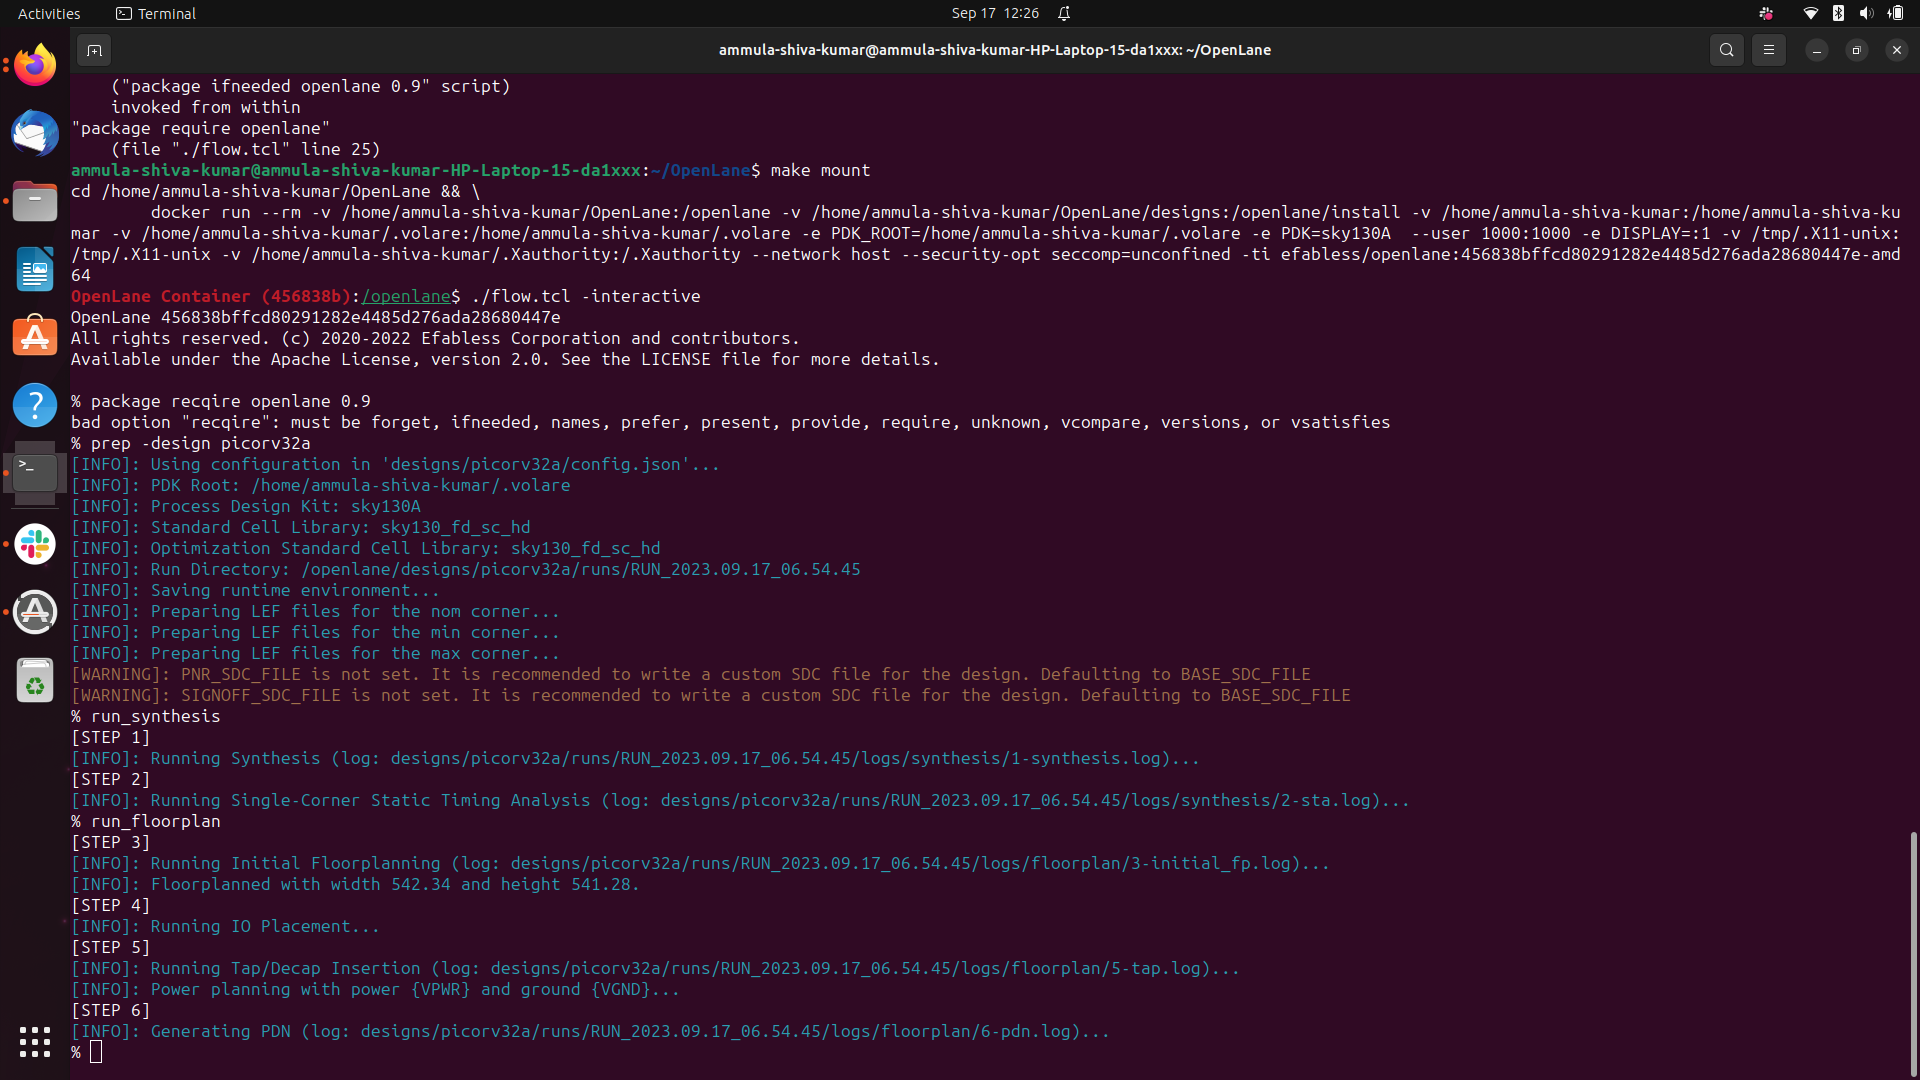 Activities
Terminal
Sep 17 12:26
ammula-shiva-kumar@ammula-shiva-kumar-HP-Laptop-15-da1xxx: ~/OpenLane
("package ifneeded openlane 0.9" script)
invoked from within
"package require openlane"
(file "./flow.tcl" line 25)
ammula-shiva-kumar@ammula-shiva-kumar-HP-Laptop-15-da1xxx:~/OpenLane$ make mount
cd /home/ammula-shiva-kumar/OpenLane && \
docker run --rm -v /home/ammula-shiva-kumar/OpenLane:/openlane -v /home/ammula-shiva-kumar/OpenLane/designs:/openlane/install -v /home/ammula-shiva-kumar:/home/ammula-shiva-ku
mar -v /home/ammula-shiva-kumar/.volare:/home/ammula-shiva-kumar/.volare -e PDK_ROOT=/home/ammula-shiva-kumar/.volare -e PDK=sky130A  --user 1000:1000 -e DISPLAY=:1 -v /tmp/.X11-unix:
/tmp/.X11-unix -v /home/ammula-shiva-kumar/.Xauthority:/.Xauthority --network host --security-opt seccomp=unconfined -ti efabless/openlane:456838bffcd80291282e4485d276ada28680447e-amd
64
OpenLane Container (456838b):/openlane$ ./flow.tcl -interactive
OpenLane 456838bffcd80291282e4485d276ada28680447e
All rights reserved. (c) 2020-2022 Efabless Corporation and contributors.
Available under the Apache License, version 2.0. See the LICENSE file for more details.
% package recqire openlane 0.9
bad option "recqire": must be forget, ifneeded, names, prefer, present, provide, require, unknown, vcompare, versions, or vsatisfies
% prep -design picorv32a
[INFO]: Using configuration in 'designs/picorv32a/config.json'...
[INFO]: PDK Root: /home/ammula-shiva-kumar/.volare
[INFO]: Process Design Kit: sky130A
[INFO]: Standard Cell Library: sky130_fd_sc_hd
[INFO]: Optimization Standard Cell Library: sky130_fd_sc_hd
[INFO]: Run Directory: /openlane/designs/picorv32a/runs/RUN_2023.09.17_06.54.45
[INFO]: Saving runtime environment...
[INFO]: Preparing LEF files for the nom corner...
[INFO]: Preparing LEF files for the min corner...
[INFO]: Preparing LEF files for the max corner...
[WARNING]: PNR_SDC_FILE is not set. It is recommended to write a custom SDC file for the design. Defaulting to BASE_SDC_FILE
[WARNING]: SIGNOFF_SDC_FILE is not set. It is recommended to write a custom SDC file for the design. Defaulting to BASE_SDC_FILE
% run_synthesis
[STEP 1]
[INFO]: Running Synthesis (log: designs/picorv32a/runs/RUN_2023.09.17_06.54.45/logs/synthesis/1-synthesis.log)...
[STEP 2]
[INFO]: Running Single-Corner Static Timing Analysis (log: designs/picorv32a/runs/RUN_2023.09.17_06.54.45/logs/synthesis/2-sta.log)...
% run_floorplan
[STEP 3]
[INFO]: Running Initial Floorplanning (log: designs/picorv32a/runs/RUN_2023.09.17_06.54.45/logs/floorplan/3-initial_fp.log)...
[INFO]: Floorplanned with width 542.34 and height 541.28.
[STEP 4]
[INFO]: Running IO Placement...
[STEP 5]
[INFO]: Running Tap/Decap Insertion (log: designs/picorv32a/runs/RUN_2023.09.17_06.54.45/logs/floorplan/5-tap.log)...
[INFO]: Power planning with power {VPWR} and ground {VGND}...
[STEP 6]
[INFO]: Generating PDN (log: designs/picorv32a/runs/RUN_2023.09.17_06.54.45/logs/floorplan/6-pdn.log)...
%